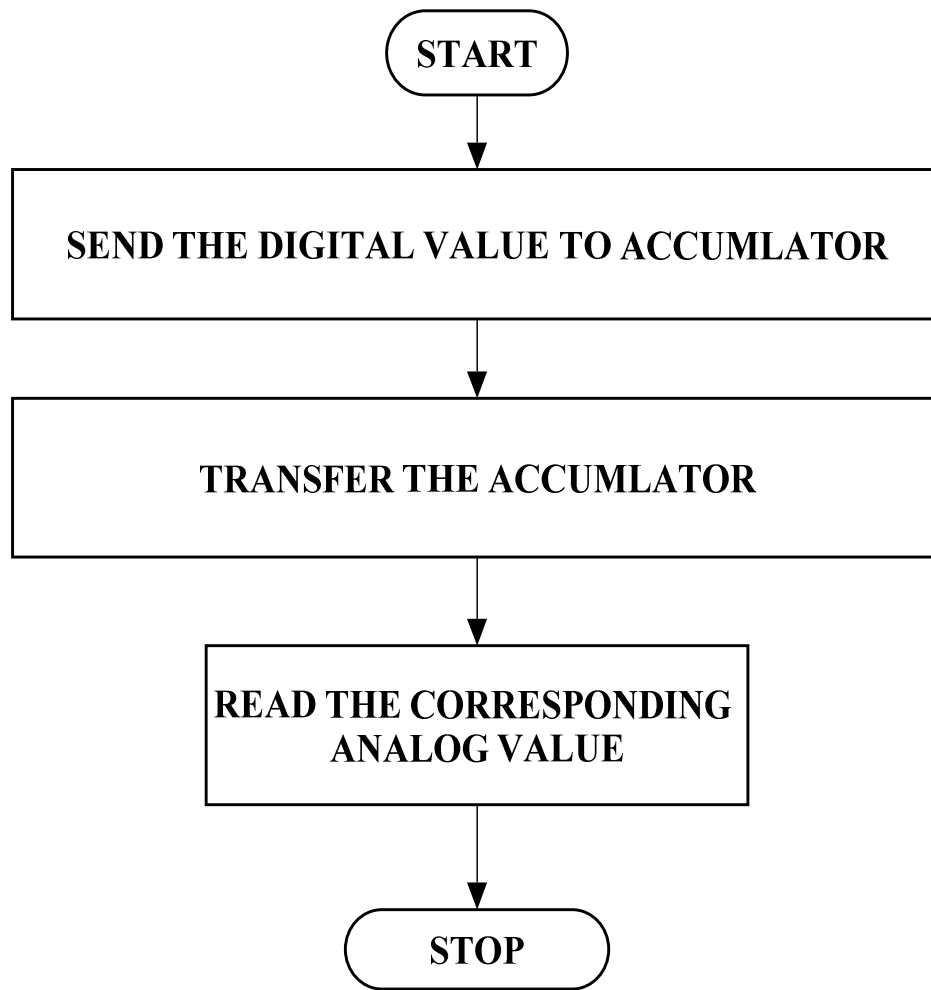 START
SEND THE DIGITAL VALUE TO ACCUMLATOR
TRANSFER THE ACCUMLATOR
READ THE CORRESPONDING
ANALOG VALUE
STOP